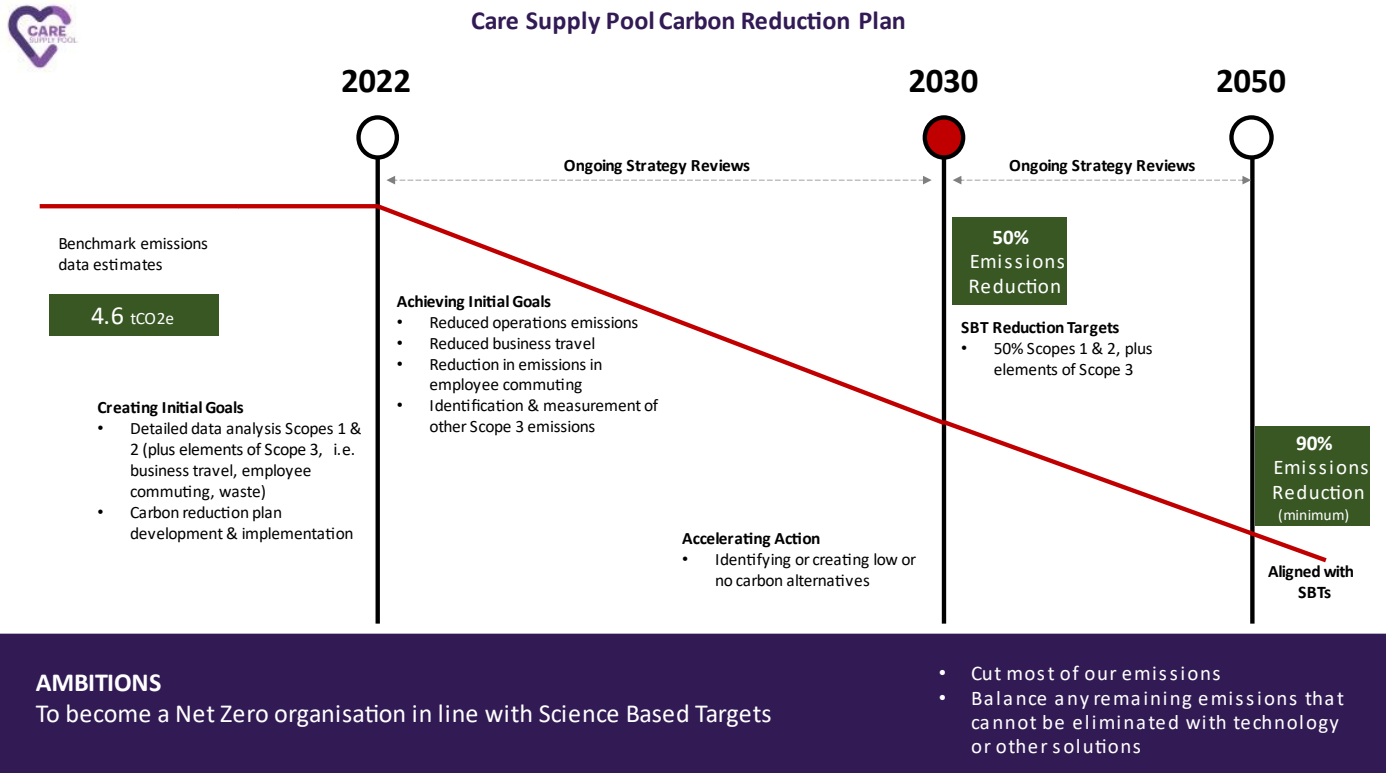 CARE
SUPPLY POOL
Care Supply Pool Carbon Reduction Plan
2022
2030
2050
Ongoing Strategy Reviews
Ongoing Strategy Reviews
Benchmark emissions
data estimates
4.6 tCO2e
Creating Initial Goals
• Detailed data analysis Scopes 1 &
2 (plus elements of Scope 3, i.e.
business travel, employee
commuting, waste)
• Carbon reduction plan
development & implementation
Achieving Initial Goals
• Reduced operations emissions
• Reduced business travel
• Reduction in emissions in
employee commuting
• Identification & measurement of
other Scope 3 emissions
Accelerating Action
• Identifying or creating low or
no carbon alternatives
50%
Emissions
Reduction
SBT Reduction Targets
• 50% Scopes 1 & 2, plus
elements of Scope 3
90%
Emissions
Reduction
(minimum)
Aligned with
SBTs
AMBITIONS
To become a Net Zero organisation in line with Science Based Targets
• Cut most of our emissions
• Balance any remaining emissions that
cannot be eliminated with technology
or other solutions